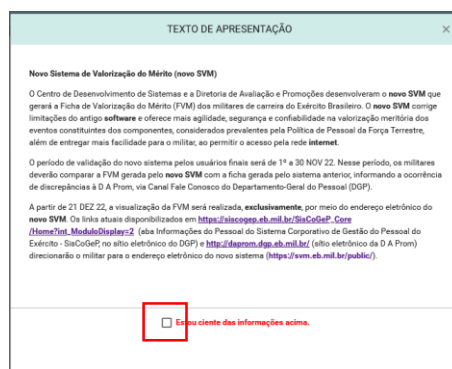 TEXTO DE APRESENTAÇÃO
×
Novo Sistema de Valorização do Mérito (novo SVM)
O Centro de Desenvolvimento de Sistemas e a Diretoria de Avaliação e Promoções desenvolveram o novo SVM que
gerará a Ficha de Valorização do Mérito (FVM) dos militares de carreira do Exército Brasileiro. O novo SVM corrige
limitações do antigo software e oferece mais agilidade, segurança e confiabilidade na valorização meritória dos
eventos constituintes dos componentes, considerados prevalentes pela Política de Pessoal da Força Terrestre,
além de entregar mais facilidade para o militar, ao permitir o acesso pela rede internet.
O período de validação do novo sistema pelos usuários finais será de 1º a 30 NOV 22. Nesse período, os militares
deverão comparar a FVM gerada pelo novo SVM com a ficha gerada pelo sistema anterior, informando a ocorrência
de discrepâncias à D A Prom, via Canal Fale Conosco do Departamento-Geral do Pessoal (DGP).
A partir de 21 DEZ 22, a visualização da FVM será realizada, exclusivamente, por meio do endereço eletrônico do
novo SVM. Os links atuais disponibilizados em https://siscogep.eb.mil.br/SisCoGeP_Core
/Home?int_ModuloDisplay=2 (aba Informações do Pessoal do Sistema Corporativo de Gestão do Pessoal do
Exército - SiaCoGeP, no sítio eletrônico do DGP) e http://daprom.dgp.eb.mil.br/ (sítio eletrônico da D A Prom)
direcionarão o militar para o endereço eletrônico do novo sistema (https://svm.eb.mil.br/public/).
Estou ciente das informações acima.